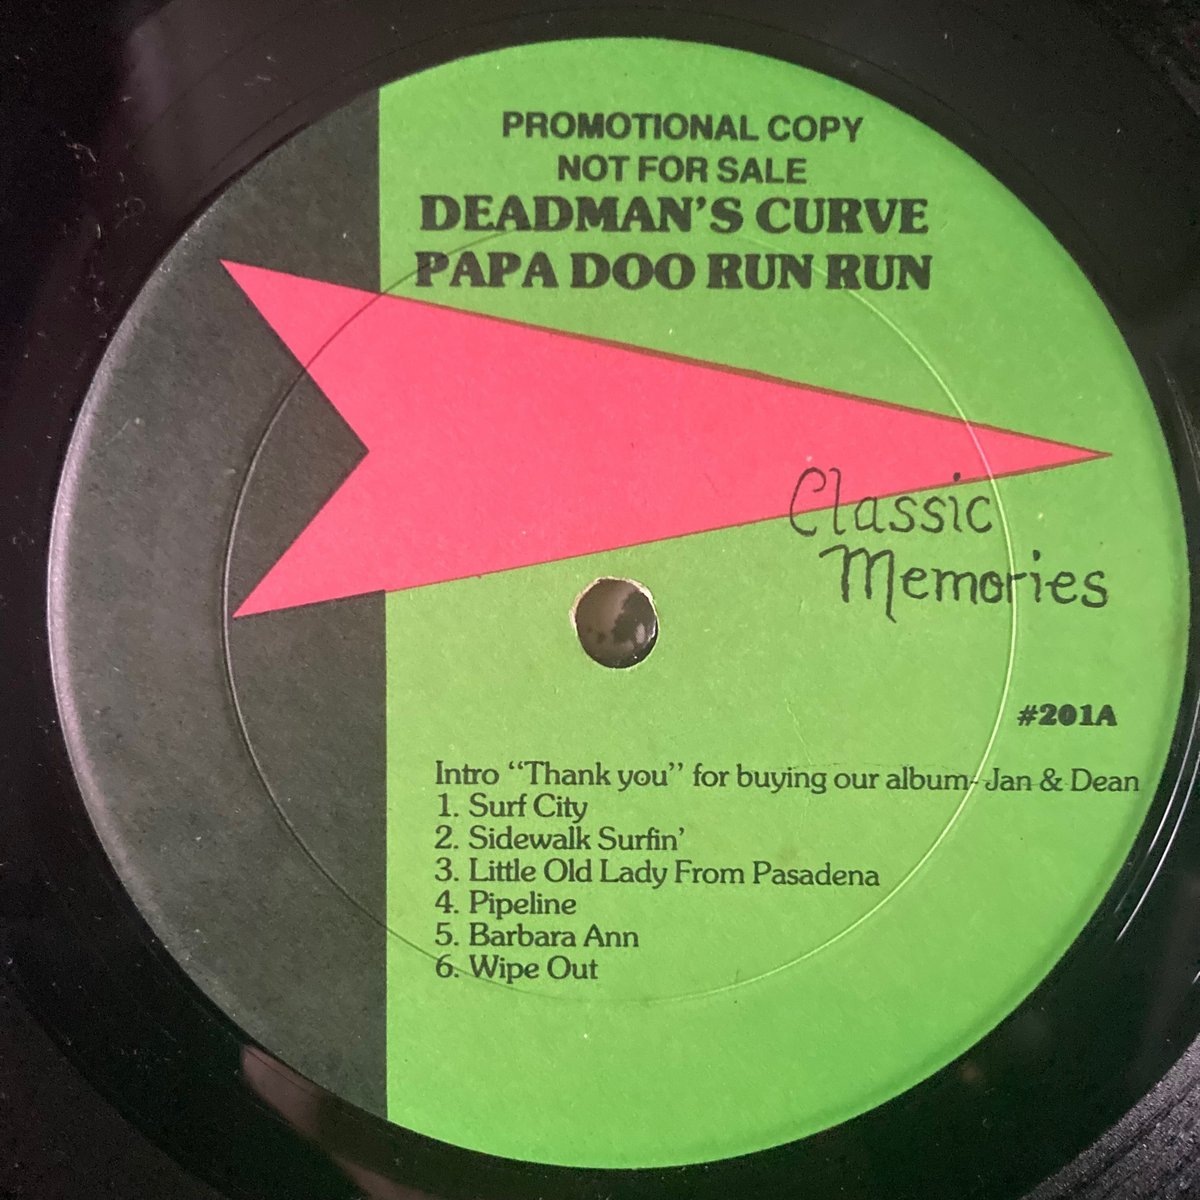 PROMOTIONAL COPY
NOT FOR SALE
DEADMAN'S CURVE
PAPA DOO RUN RUN
Classic
Memories
#201A
Intro “Thank you” for buying our album- Jan & Dean
1. Surf City
2. Sidewalk Surfin'
3. Little Old Lady From Pasadena
4. Pipeline
5. Barbara Ann
6. Wipe Out